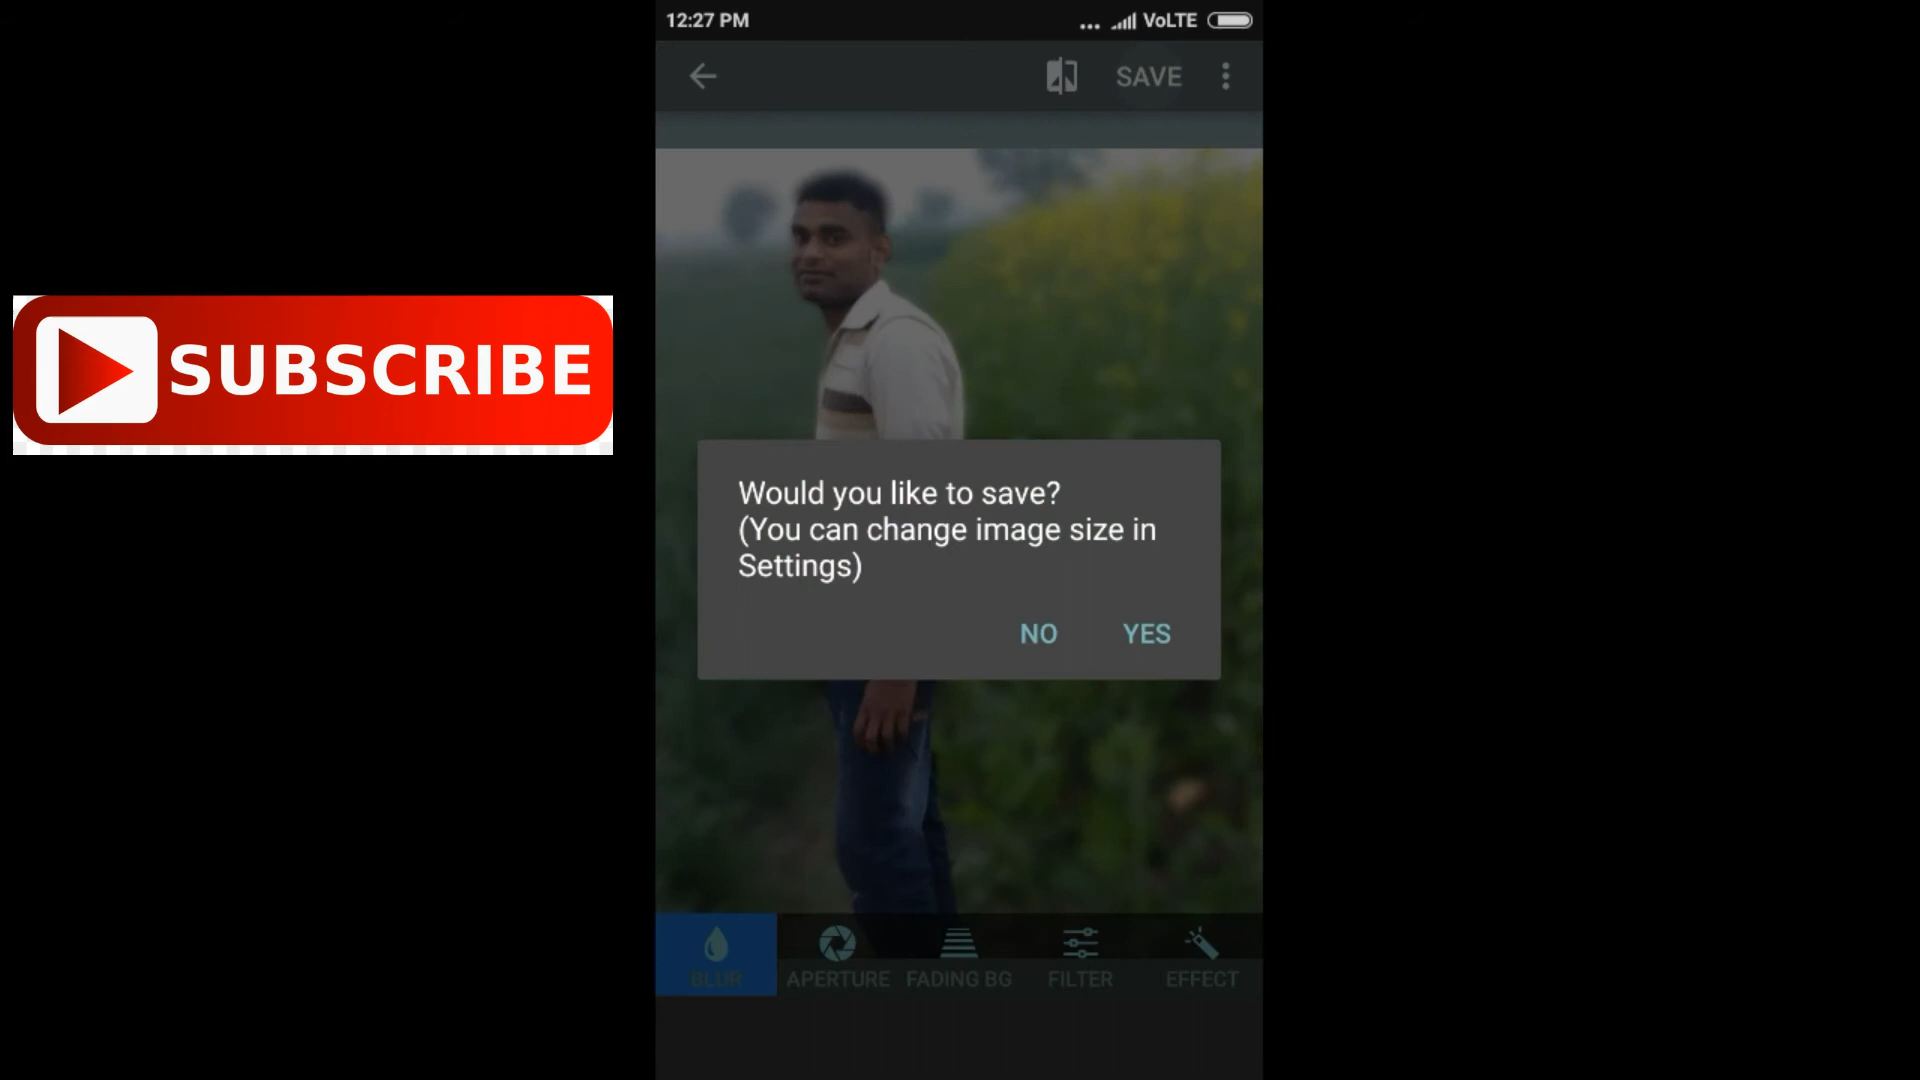 12:27 PM
... VoLTE
SAVE
SUBSCRIBE
Would you like to save?
(You can change image size in
Settings)
NO YES
BLUR APERTURE FADING BG FILTER EFFECT